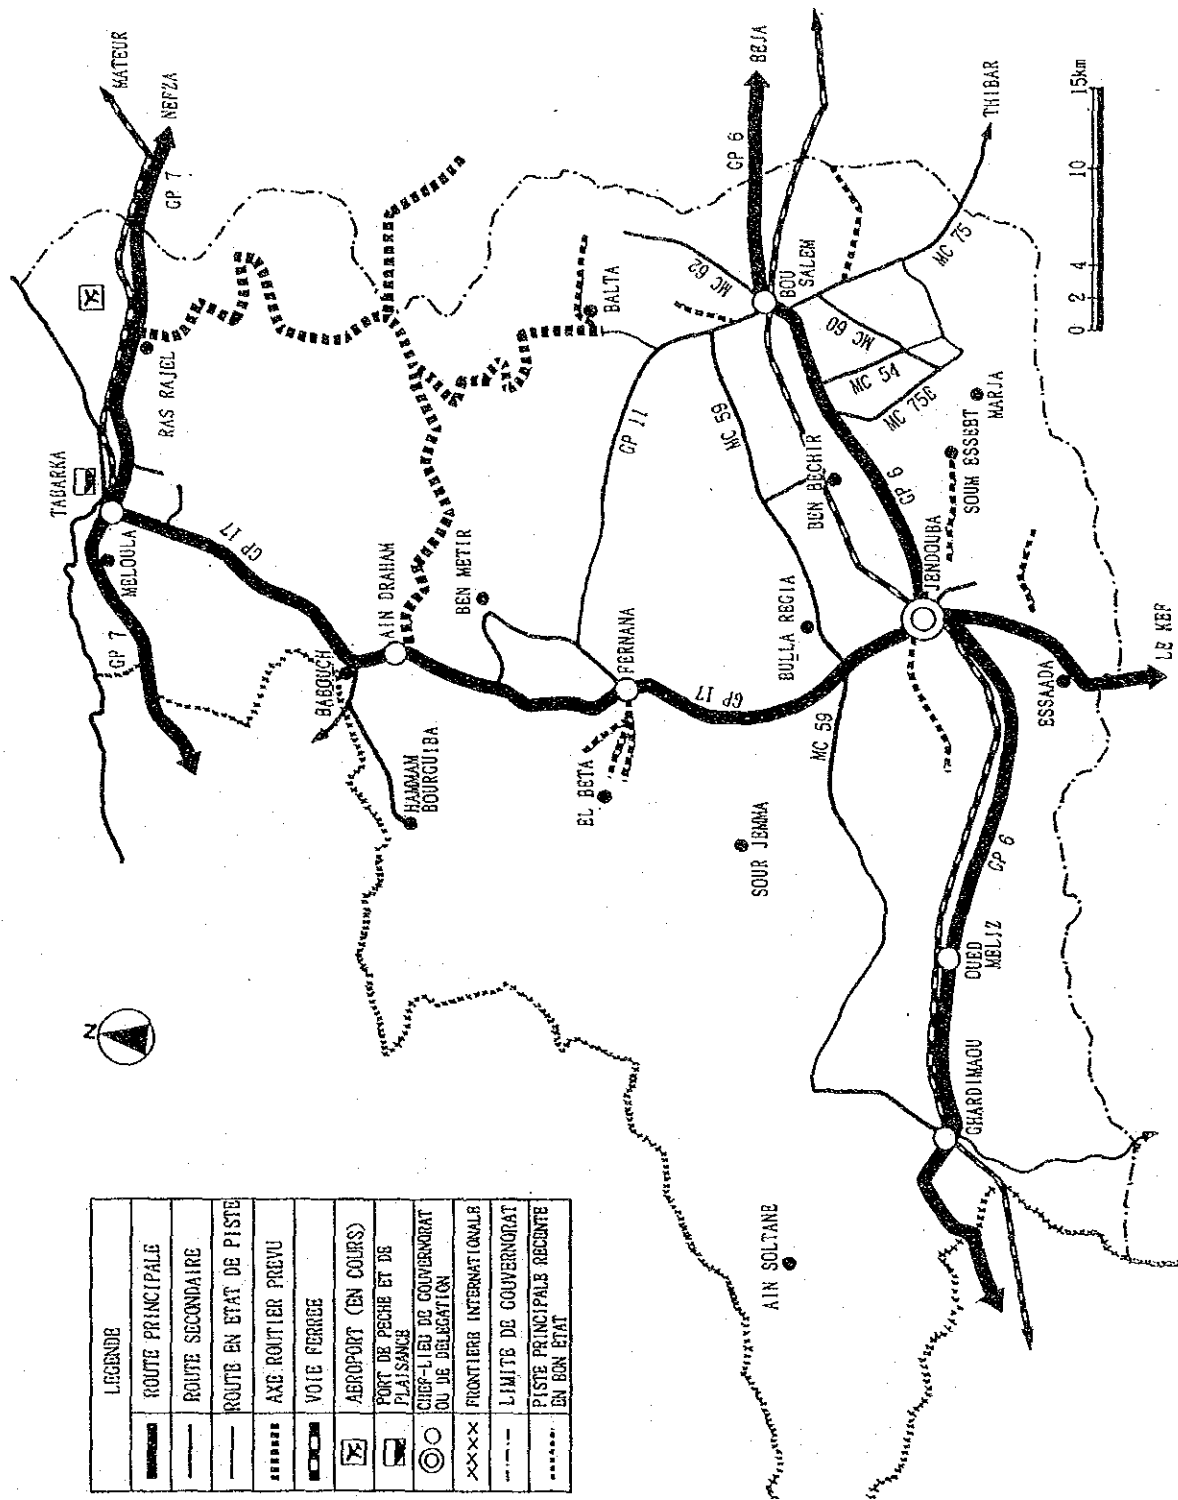 LEGENDE
ROUTE PRINCIPALE
ROUTE SECONDAIRE
ROUTE EN ETAT DE PISTE
AXE ROUTIER PREVU
VOIE FERREE
AEROPORT (EN COURS)
PORT DE PECHE ET DE
PLAISANCE
CHEF-LIEU DE GOUVERNORAT
OU DE DELEGATION
FRONTIERE INTERNATIONALE
LIMITE DE GOUVERNORAT
PISTE PRINCIPALE RECENTE
EN BON ETAT
N
MATEUR
NEFZA
GP 7
RAS RAJEL
TABARKA
MELOULA
GP 7
GP 17
BABOUCH
AIN DRAHAM
HAMMAM
BOURGUIBA
BEN METIR
FERNANA
EL BETA
GP 17
GP 11
BALTA
MC 62
BEJA
GP 6
BOU
SALEM
THIBAR
MC 75
MC 60
MC 54
MC 75E
MC 59
BEN BECHIR
GP 6
SOUM ESSEBT
MARJA
JENDOUBA
BULLA REGIA
MC 59
SOUR JEMMA
ESSAADA
LE KEF
GP 6
OUED
MELIZ
GHARDIMAOU
AIN SOLTANE
0 2 4 10 15km